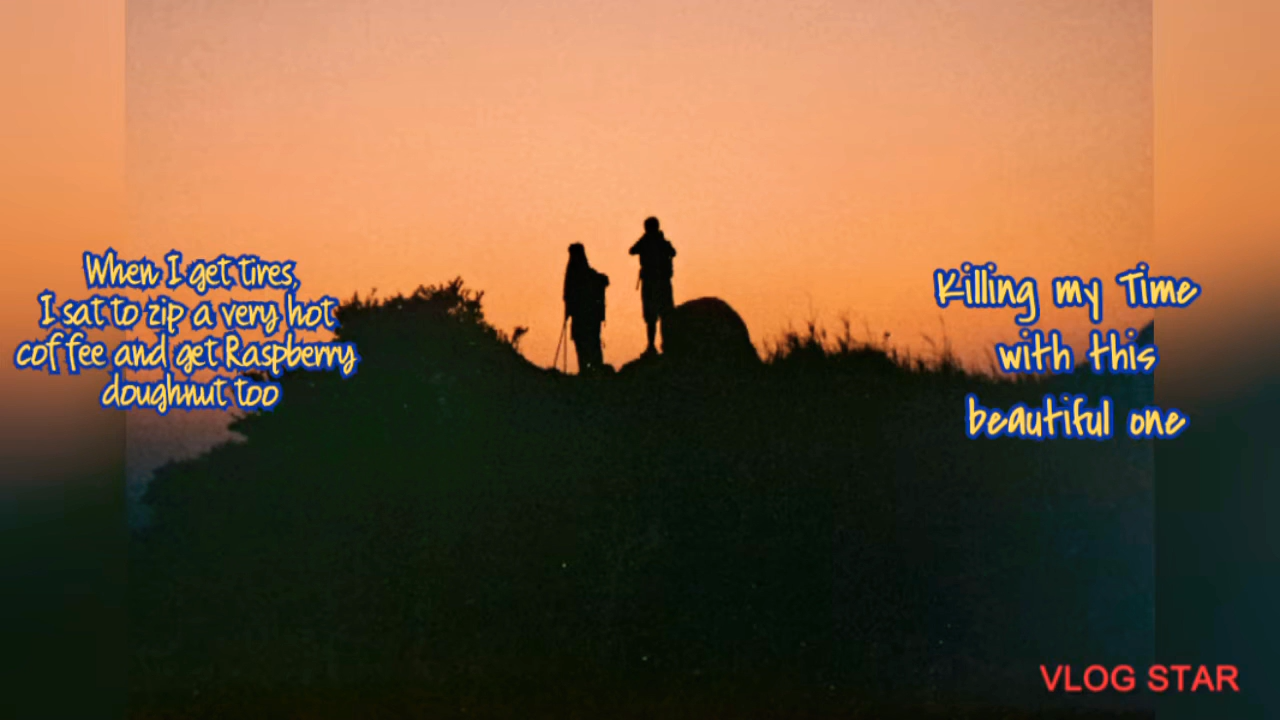 When I get tires,
I sat to zip a very hot
coffee and get Raspberry
doughnut too
Killing my Time
with this
beautiful one
VLOG STAR